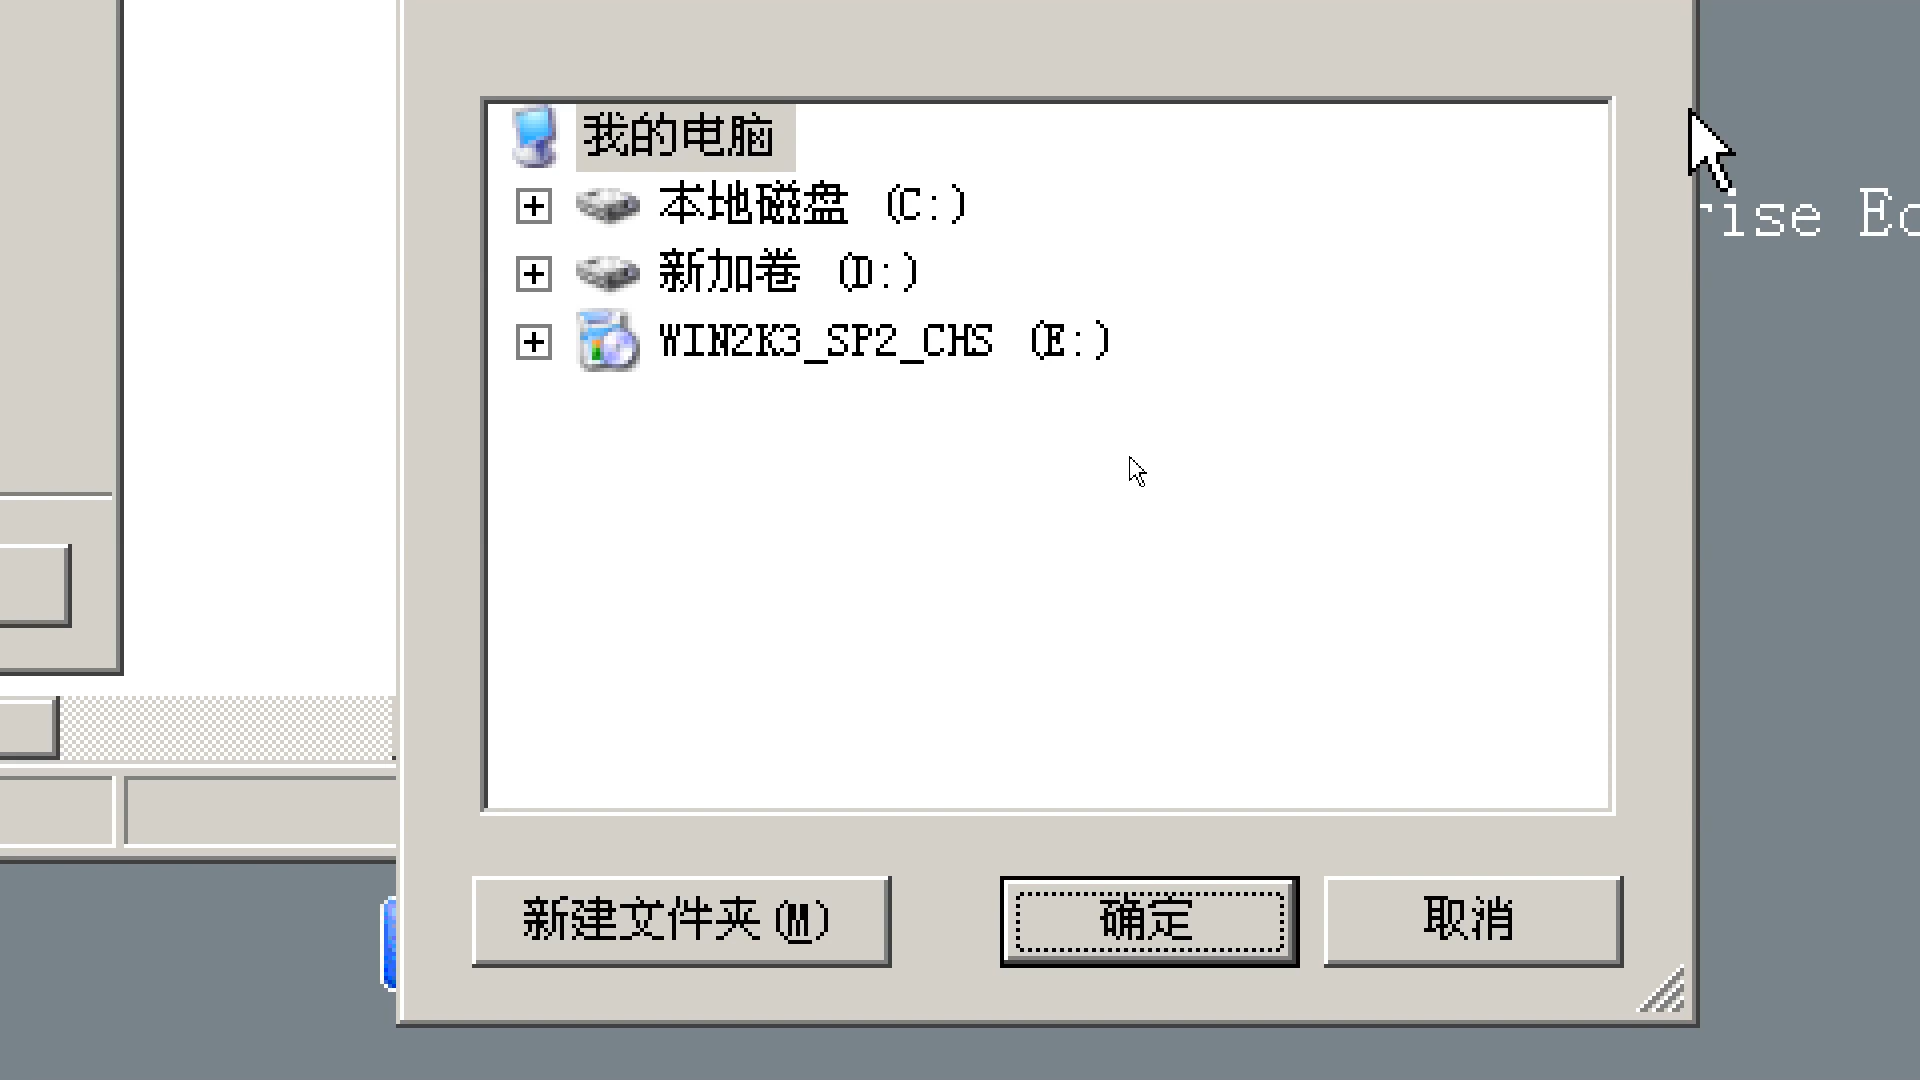 我的电脑
本地磁盘 (C:)
rise Ed
新加卷 (D:)
WIN2K3_SP2_CHS (E:)
新建文件夹(M) 确定 取消